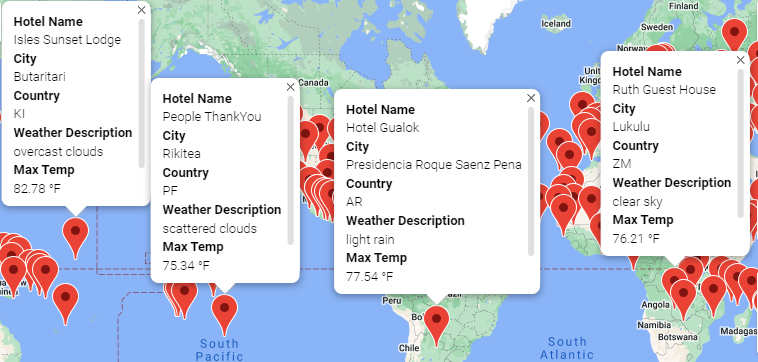 Hotel Name
Isles Sunset Lodge
City
Butaritari
Country
KI
Weather Description
overcast clouds
Max Temp
82.78 °F
Hotel Name
People ThankYou
City
Rikitea
Country
PF
Weather Description
scattered clouds
Max Temp
75.34 °F
Hotel Name
Hotel Gualok
City
Presidencia Roque Saenz Pena
Country
AR
Weather Description
light rain
Max Temp
77.54 °F
Hotel Name
Ruth Guest House
City
Lukulu
Country
ZM
Weather Description
clear sky
Max Temp
76.21 °F
Canada
Iceland
Finland
Sweden
Norway
Peru
Chile
South
Pacific
South
Atlantic
Angola
Namibia
Botswana
Madagas